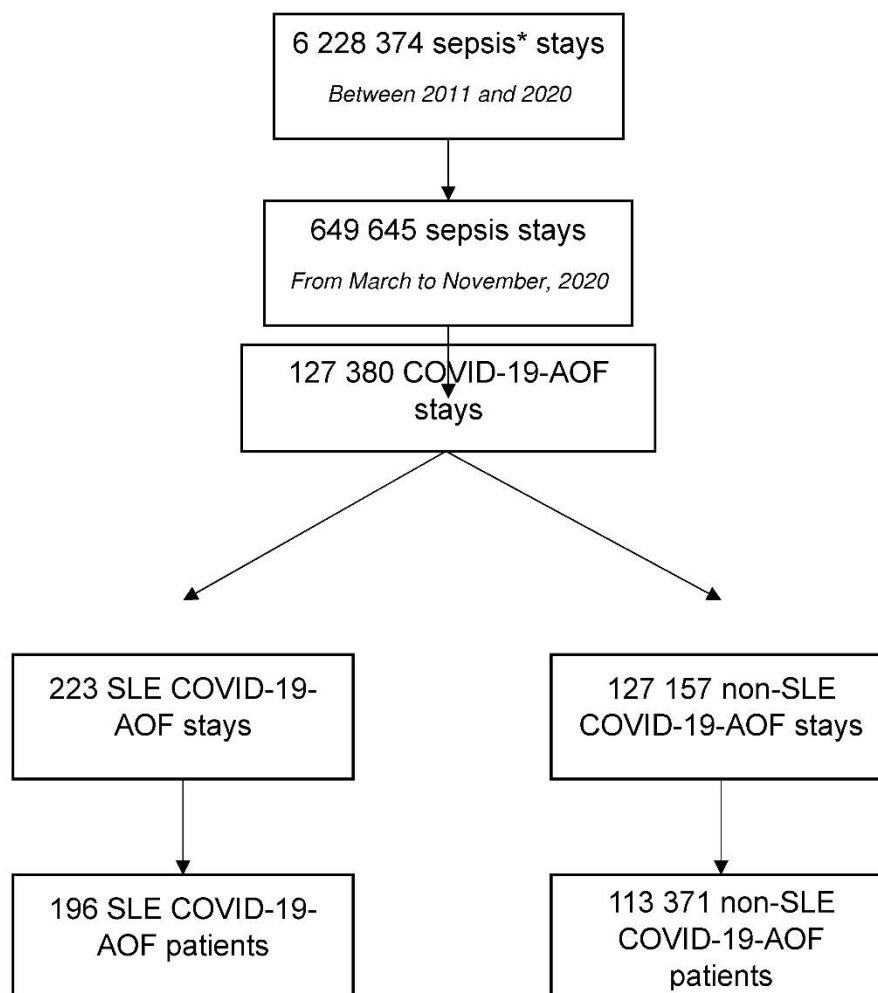 6 228 374 sepsis* stays
Between 2011 and 2020
649 645 sepsis stays
From March to November, 2020
127 380 COVID-19-AOF
stays
223 SLE COVID-19-
AOF stays
127 157 non-SLE
COVID-19-AOF stays
196 SLE COVID-19-
AOF patients
113 371 non-SLE
COVID-19-AOF
patients